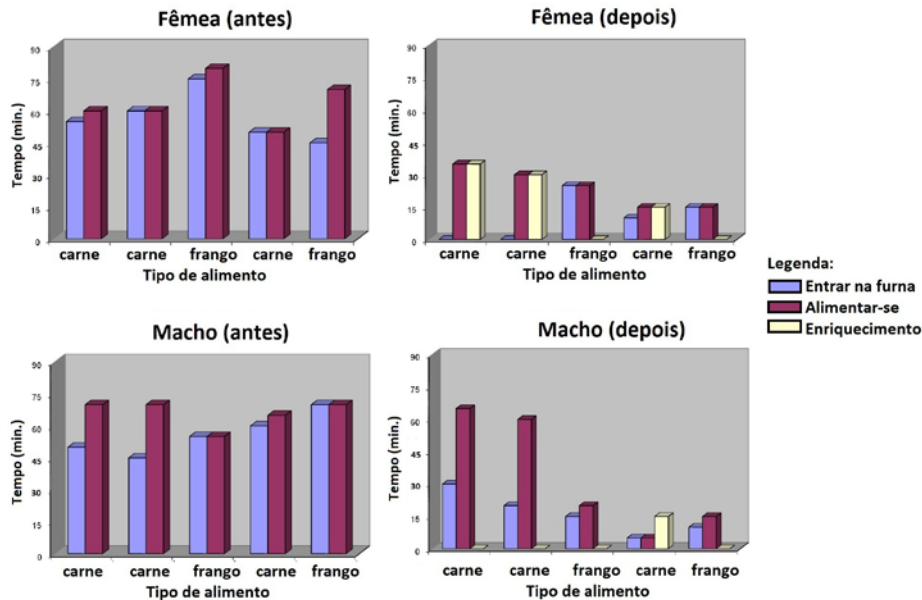 Fêmea (antes)
90
75
60
45
30
15
0
Tempo (min.)
carne carne frango carne frango
Tipo de alimento
Fêmea (depois)
90
75
60
45
30
15
0
Tempo (min.)
carne carne frango carne frango
Tipo de alimento
Legenda:
Entrar na furna
Alimentar-se
Enriquecimento
Macho (antes)
90
75
60
45
30
15
0
Tempo (min.)
carne carne frango carne frango
Tipo de alimento
Macho (depois)
90
75
60
45
30
15
0
Tempo (min.)
carne carne frango carne frango
Tipo de alimento